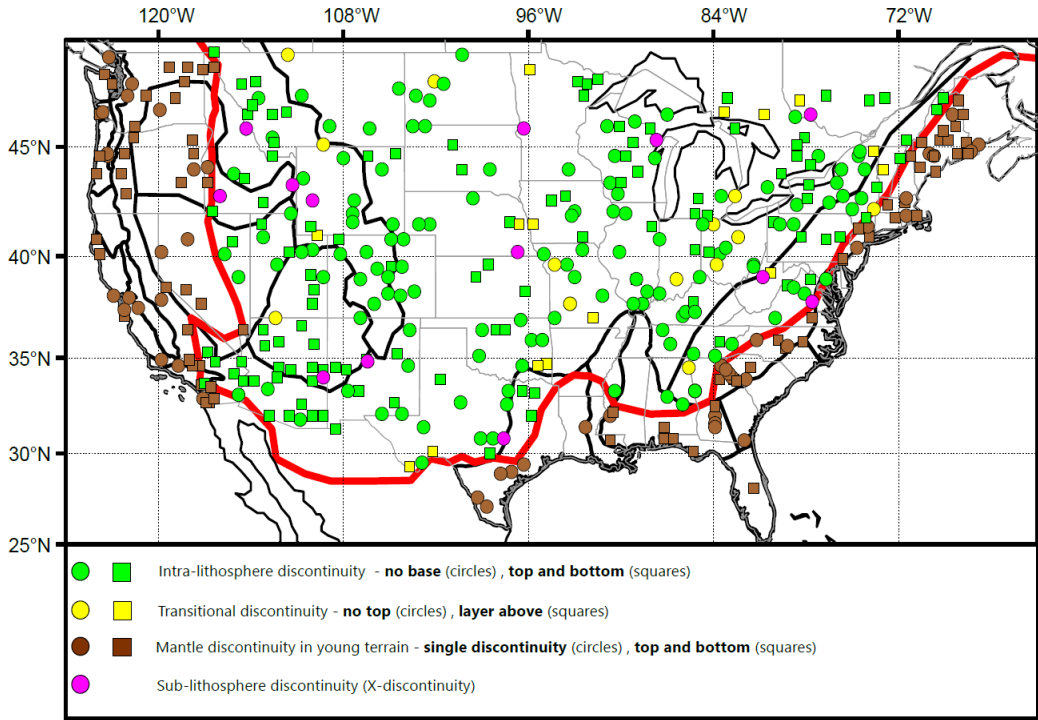 120°W 108°W 96°W 84°W 72°W
45°N
40°N
35°N
30°N
25°N
Intra-lithosphere discontinuity - no base (circles) , top and bottom (squares)
Transitional discontinuity - no top (circles) , layer above (squares)
Mantle discontinuity in young terrain - single discontinuity (circles) , top and bottom (squares)
Sub-lithosphere discontinuity (X-discontinuity)